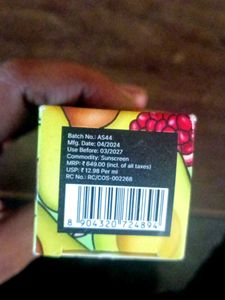 Batch No.: AS44
Mfg. Date: 04/2024
Use Before: 03/2027
Commodity: Sunscreen
MRP: ₹ 649.00 (incl. of all taxes)
USP: ₹ 12.98 Per ml
RC No.: RC/COS-002268
8 904320 724894